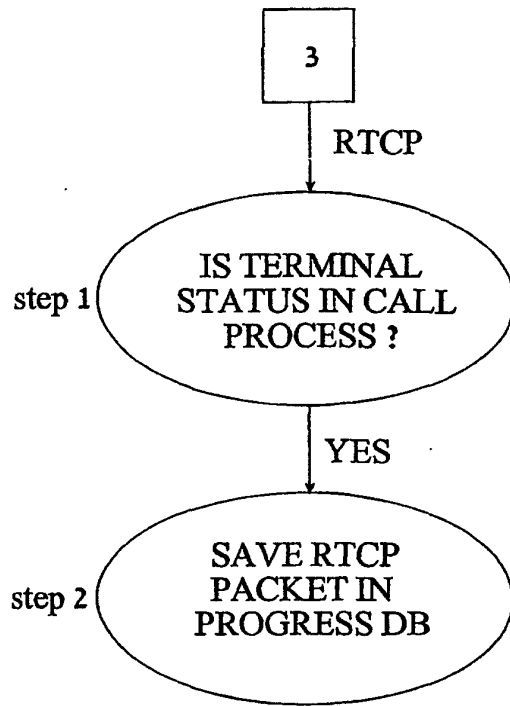 3
RTCP
IS TERMINAL
step 1
STATUS IN CALL
PROCESS ?
YES
SAVE RTCP
PACKET IN
step 2
PROGRESS DB